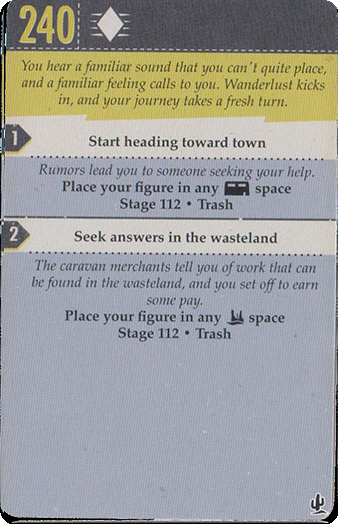 240
You hear a familiar sound that you can't quite place,
and a familiar feeling calls to you. Wanderlust kicks
in, and your journey takes a fresh turn.
1
Start heading toward town
Rumors lead you to someone seeking your help.
Place your figure in any space
Stage 112 • Trash
2
Seek answers in the wasteland
The caravan merchants tell you of work that can
be found in the wasteland, and you set off to earn
some pay.
Place your figure in any space
Stage 112 • Trash